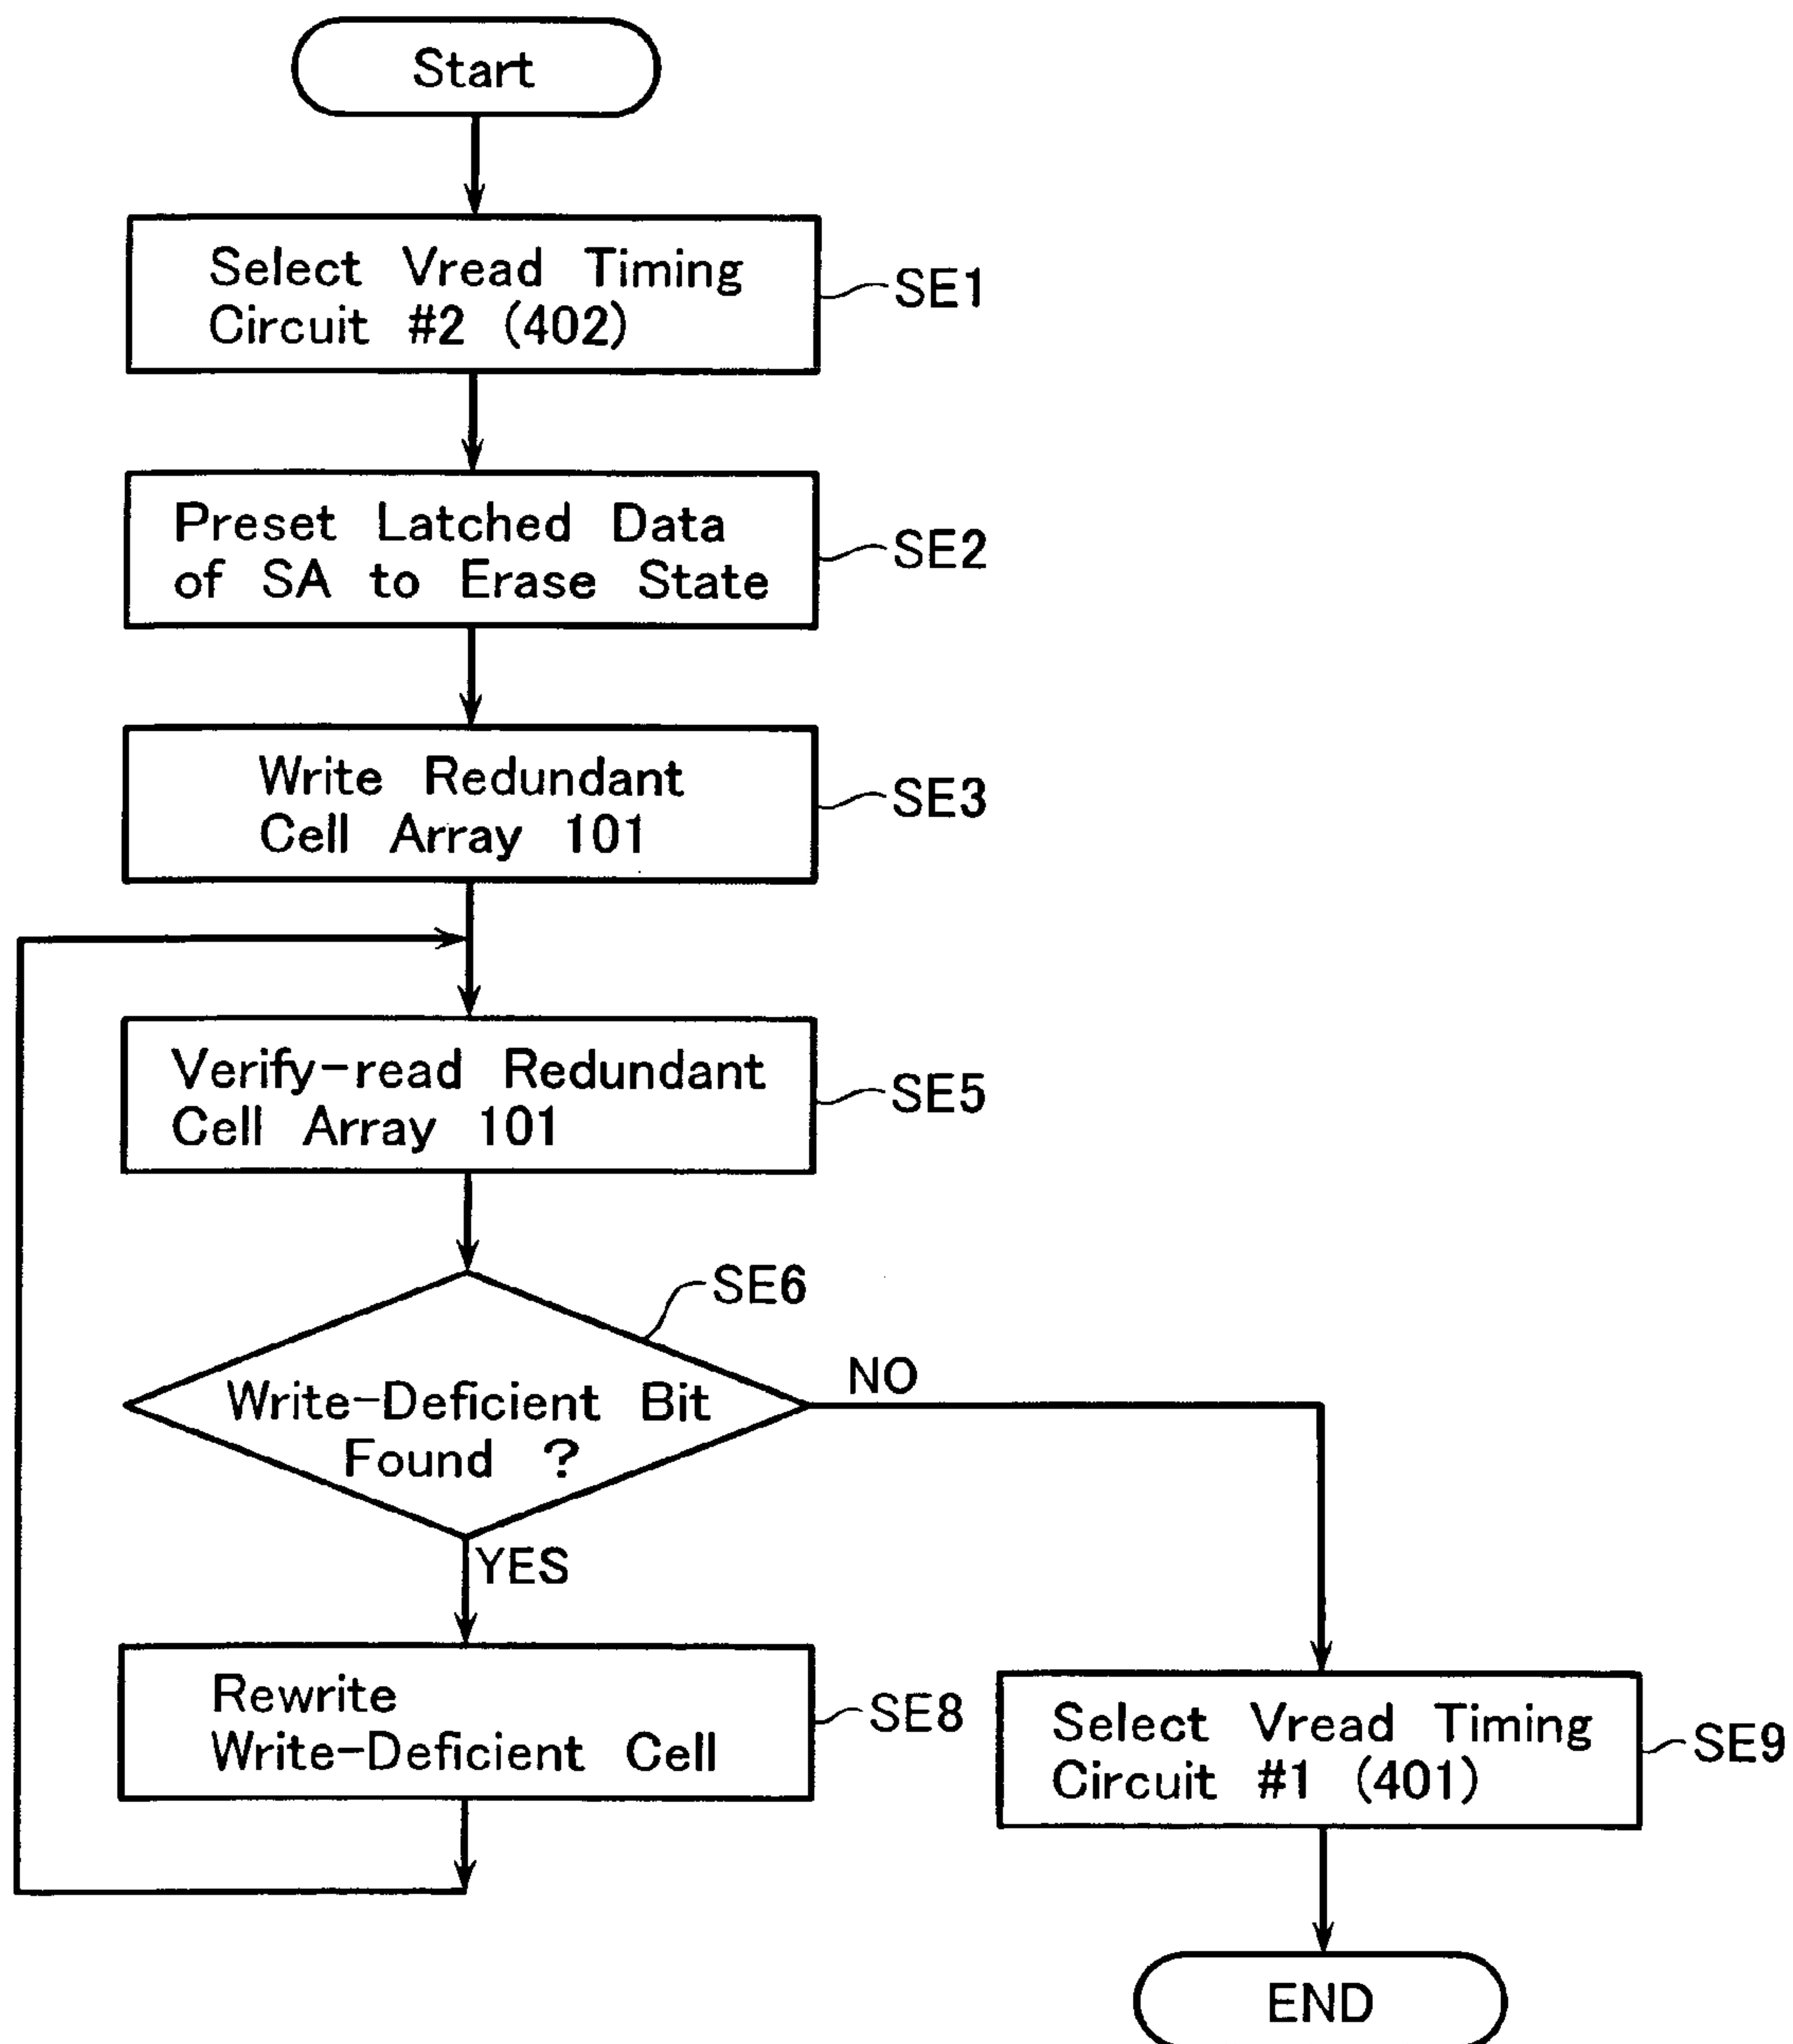 Start
Select Vread Timing
Circuit #2 (402)
SE1
Preset Latched Data
of SA to Erase State
SE2
Write Redundant
Cell Array 101
SE3
Verify-read Redundant
Cell Array 101
SE5
SE6
Write-Deficient Bit
Found ?
NO
YES
Rewrite
Write-Deficient Cell
SE8
Select Vread Timing
Circuit #1 (401)
SE9
END